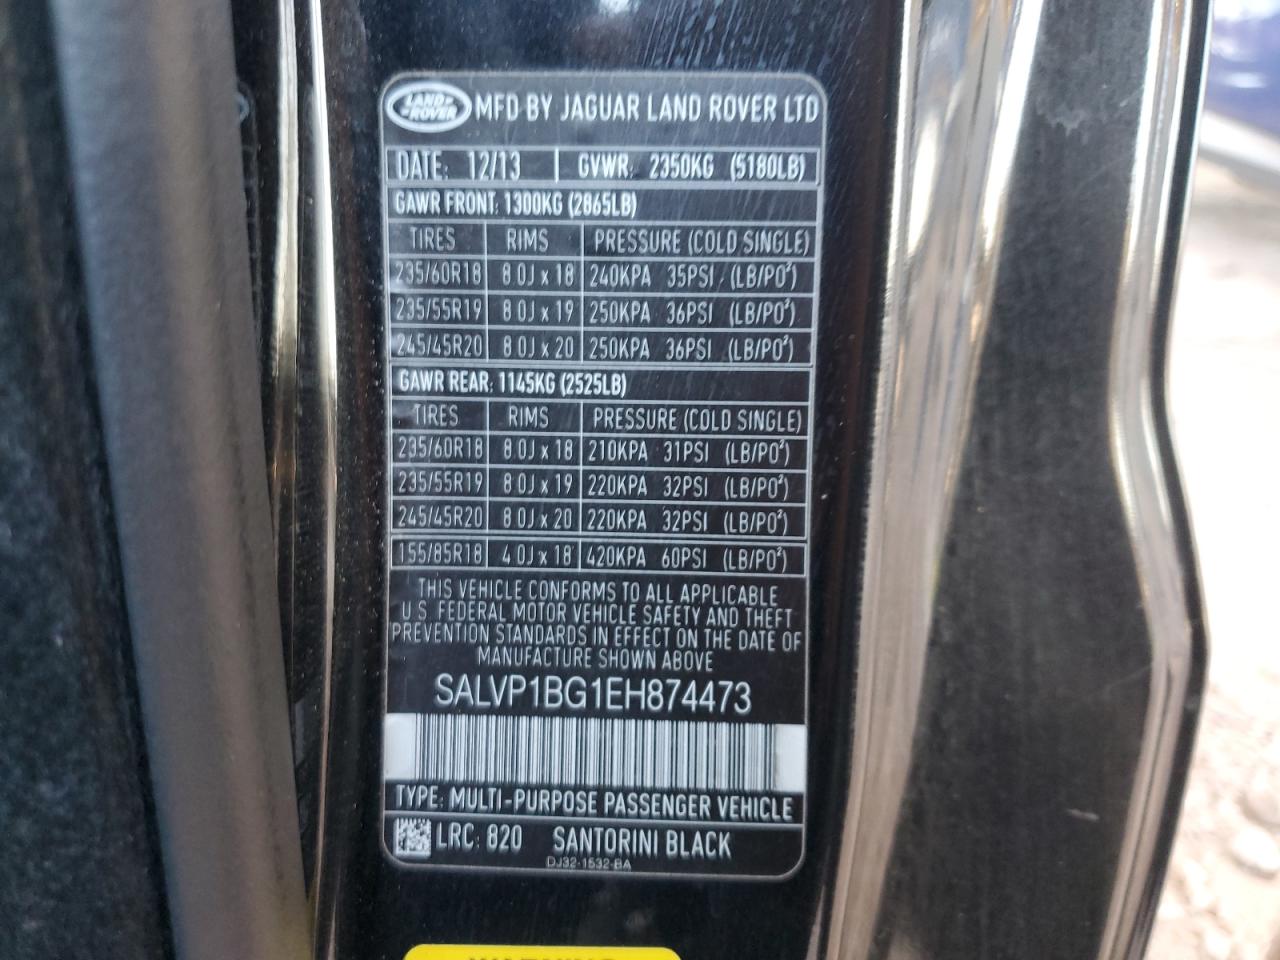 LAND ROVER MFD BY JAGUAR LAND ROVER LTD
DATE: 12/13 GVWR: 2350KG (5180LB)
GAWR FRONT: 1300KG (2865LB)
TIRES RIMS PRESSURE (COLD SINGLE)
235/60R18 8.0J x 18 240KPA 35PSI (LB/PO²)
235/55R19 8.0J x 19 250KPA 36PSI (LB/PO²)
245/45R20 8.0J x 20 250KPA 36PSI (LB/PO²)
GAWR REAR: 1145KG (2525LB)
TIRES RIMS PRESSURE (COLD SINGLE)
235/60R18 8.0J x 18 210KPA 31PSI (LB/PO²)
235/55R19 8.0J x 19 220KPA 32PSI (LB/PO²)
245/45R20 8.0J x 20 220KPA 32PSI (LB/PO²)
155/85R18 4.0J x 18 420KPA 60PSI (LB/PO²)
THIS VEHICLE CONFORMS TO ALL APPLICABLE
U.S. FEDERAL MOTOR VEHICLE SAFETY AND THEFT
PREVENTION STANDARDS IN EFFECT ON THE DATE OF
MANUFACTURE SHOWN ABOVE
SALVP1BG1EH874473
TYPE: MULTI-PURPOSE PASSENGER VEHICLE
LRC: 820 SANTORINI BLACK
DJ32-1532-BA
WARNING